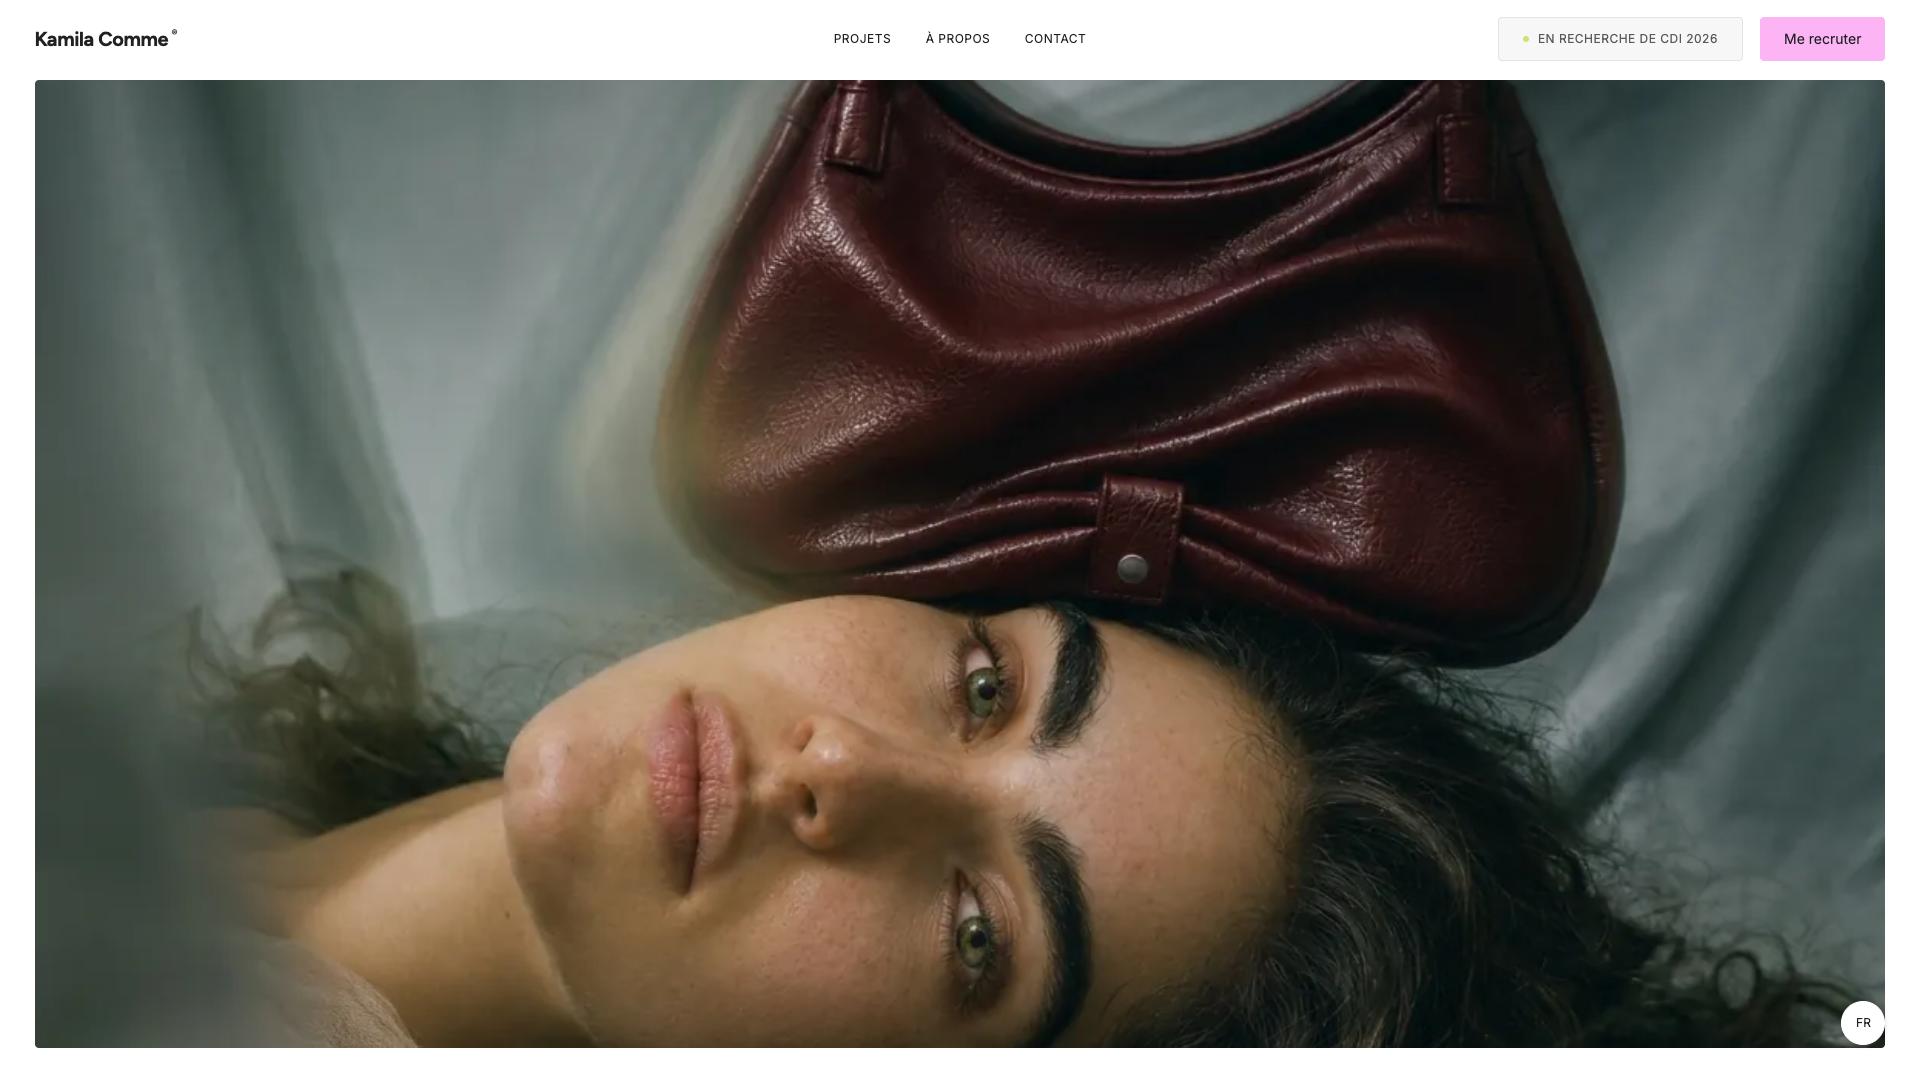 Kamila Comme®
PROJETS
À PROPOS
CONTACT
EN RECHERCHE DE CDI 2026
Me recruter
FR